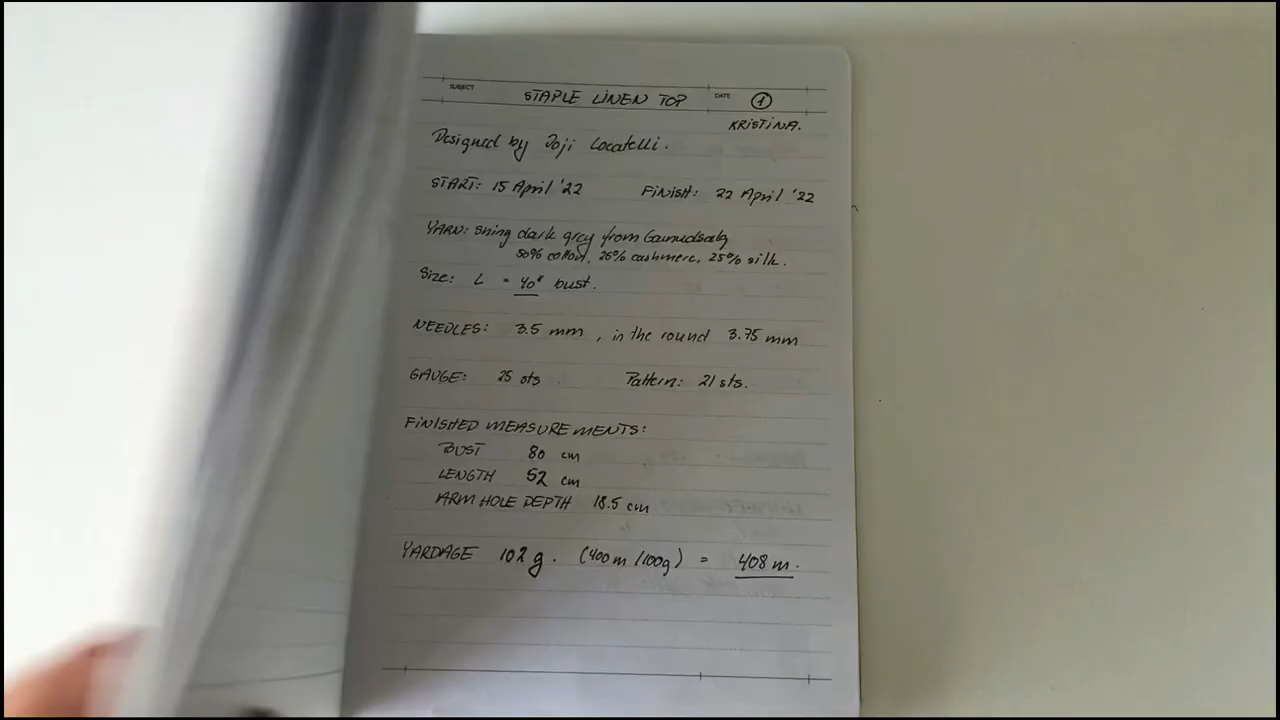 SUBJECT STAPLE LINEN TOP DATE 1
KRISTINA.
Designed by Joji Locatelli.
START: 15 April '22 FINISH: 22 April '22
YARN: dark grey from
50% cotton, 25% cashmere, 25% silk.
Size: L = 40" bust.
NEEDLES: 3.5 mm, in the round 3.75 mm
GAUGE: 25 sts. Pattern: 21 sts.
FINISHED MEASUREMENTS:
BUST 80 cm
LENGTH 52 cm
ARM HOLE DEPTH 18.5 cm
YARDAGE 102 g. (400m/100g) = 408 m.